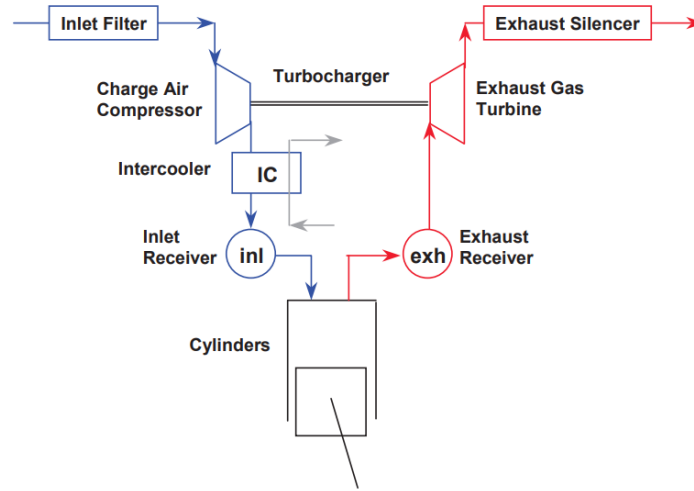 Inlet Filter
Exhaust Silencer
Turbocharger
Charge Air
Compressor
Exhaust Gas
Turbine
Intercooler
IC
Inlet
Receiver
inl
exh
Exhaust
Receiver
Cylinders